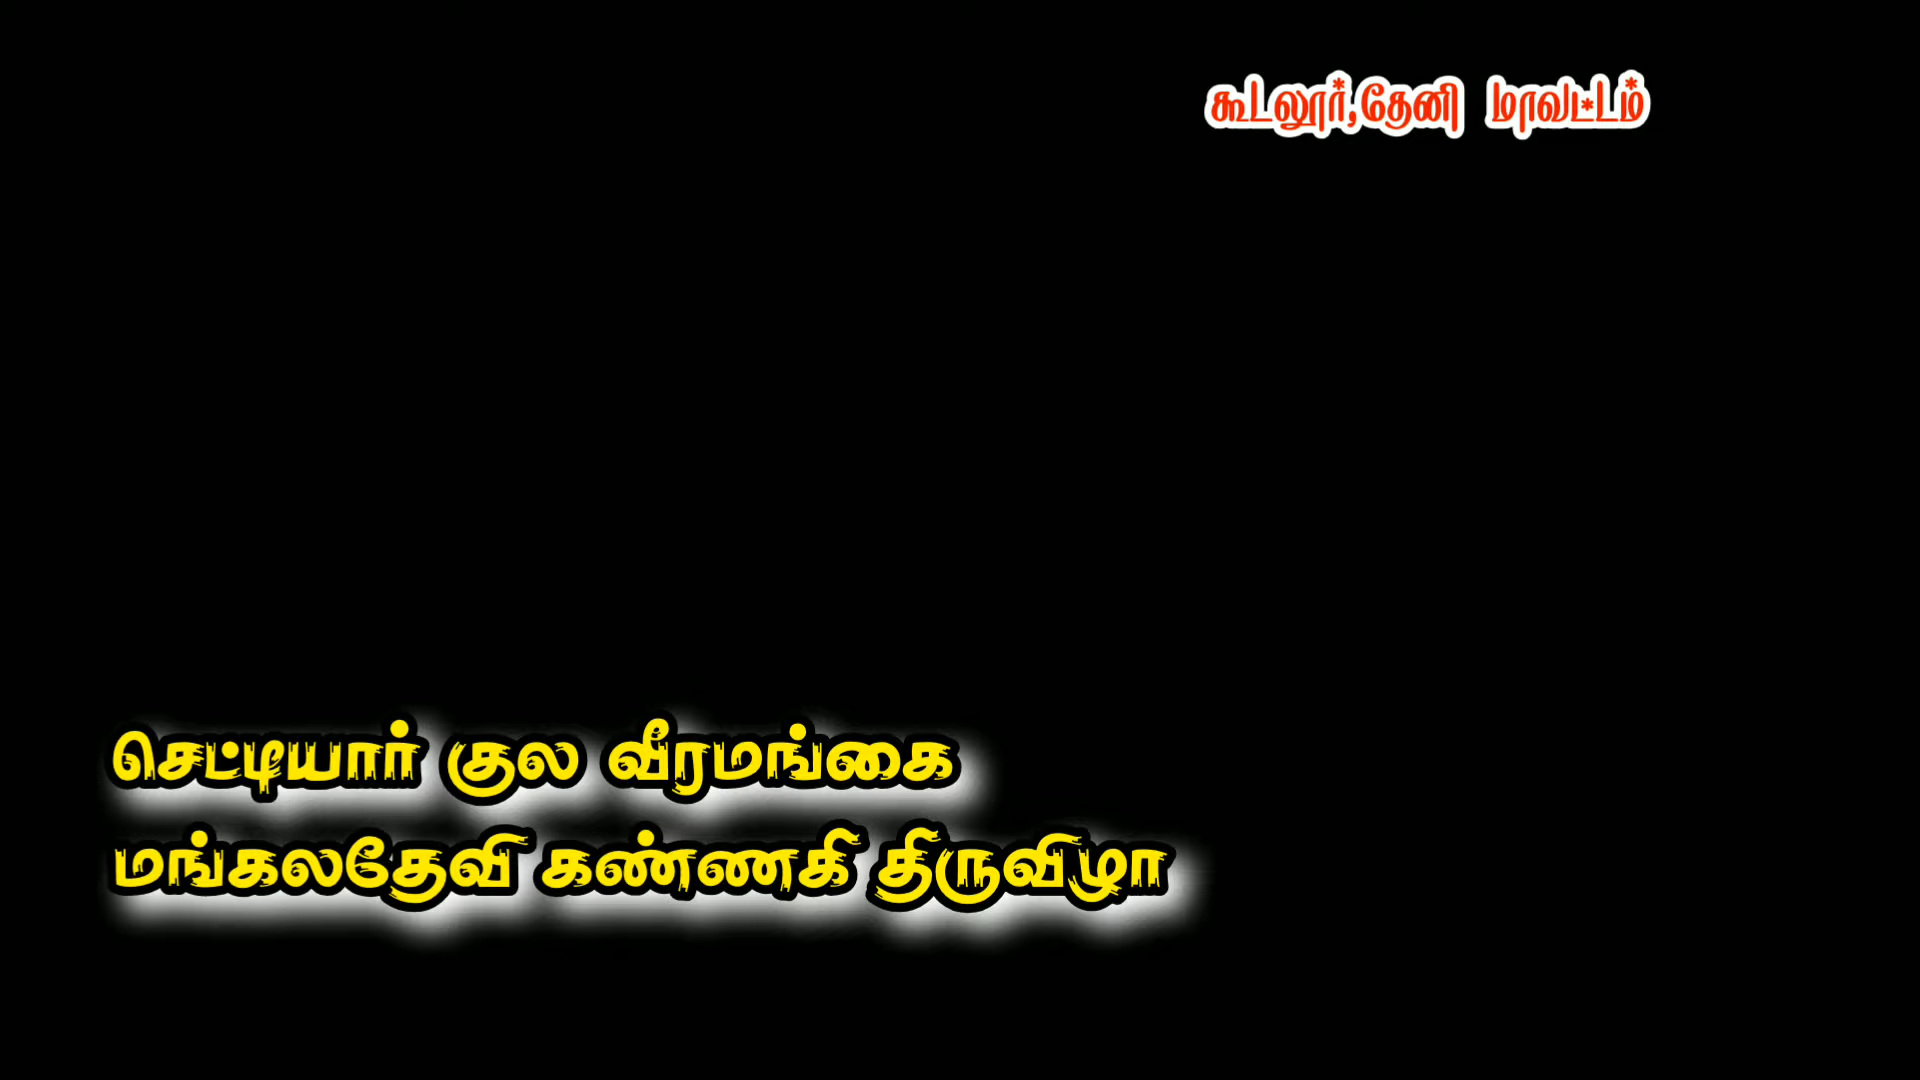 கூடலூர்,தேனி மாவட்டம்
செட்டியார் குல வீரமங்கை
மங்கலதேவி கண்ணகி திருவிழா